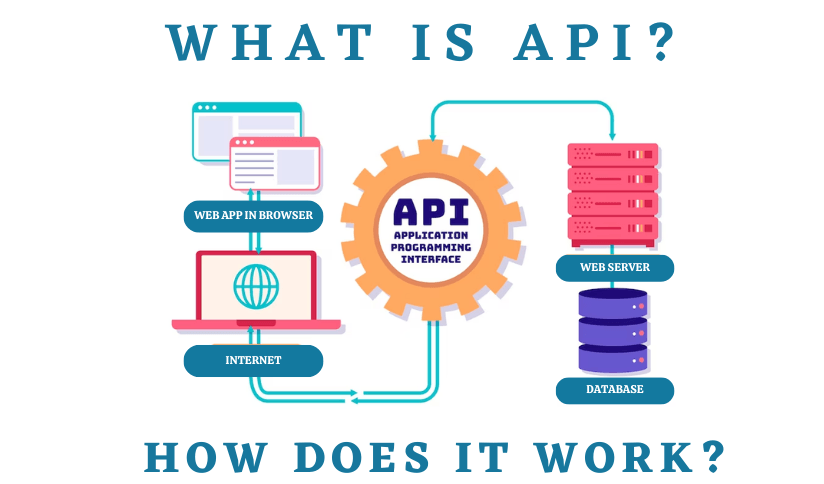 WHAT IS API?
WEB APP IN BROWSER
INTERNET
API
APPLICATION
PROGRAMMING
INTERFACE
WEB SERVER
DATABASE
HOW DOES IT WORK?